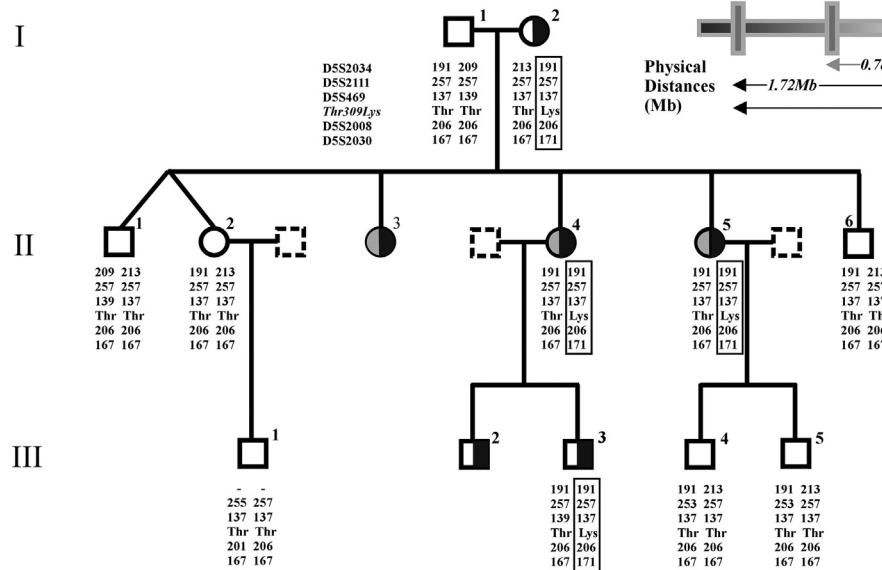 I
1
2
D5S2034 191 209 213 191
D5S2111 257 257 257 257
D5S469 137 139 137 137
Thr309Lys Thr Thr Thr Lys
D5S2008 206 206 206 206
D5S2030 167 167 167 171
Physical
Distances
(Mb)
1.72Mb
II
1
2
3
4
5
6
209 213 191 213 191 191 191 191 191
257 257 257 257 257 257 257 257 257
139 137 137 137 137 137 137 137 137
Thr Thr Thr Thr Thr Lys Thr Lys Thr
206 206 206 206 206 206 206 206 206
167 167 167 167 167 171 167 171 167
III
1
2
3
4
5
- - 191 191 191 213 191 213
255 257 257 257 253 257 253 257
137 137 139 137 137 137 137 137
Thr Thr Thr Lys Thr Thr Thr Thr
201 206 206 206 206 206 206 206
167 167 167 171 167 167 167 167